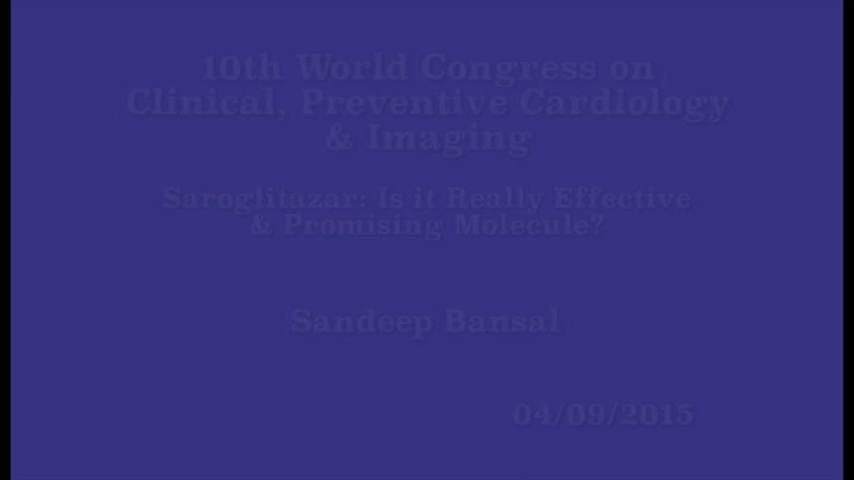 10th World Congress on
Clinical, Preventive Cardiology
& Imaging
Saroglitazar: Is it Really Effective
& Promising Molecule?
Sandeep Bansal
04/09/2015